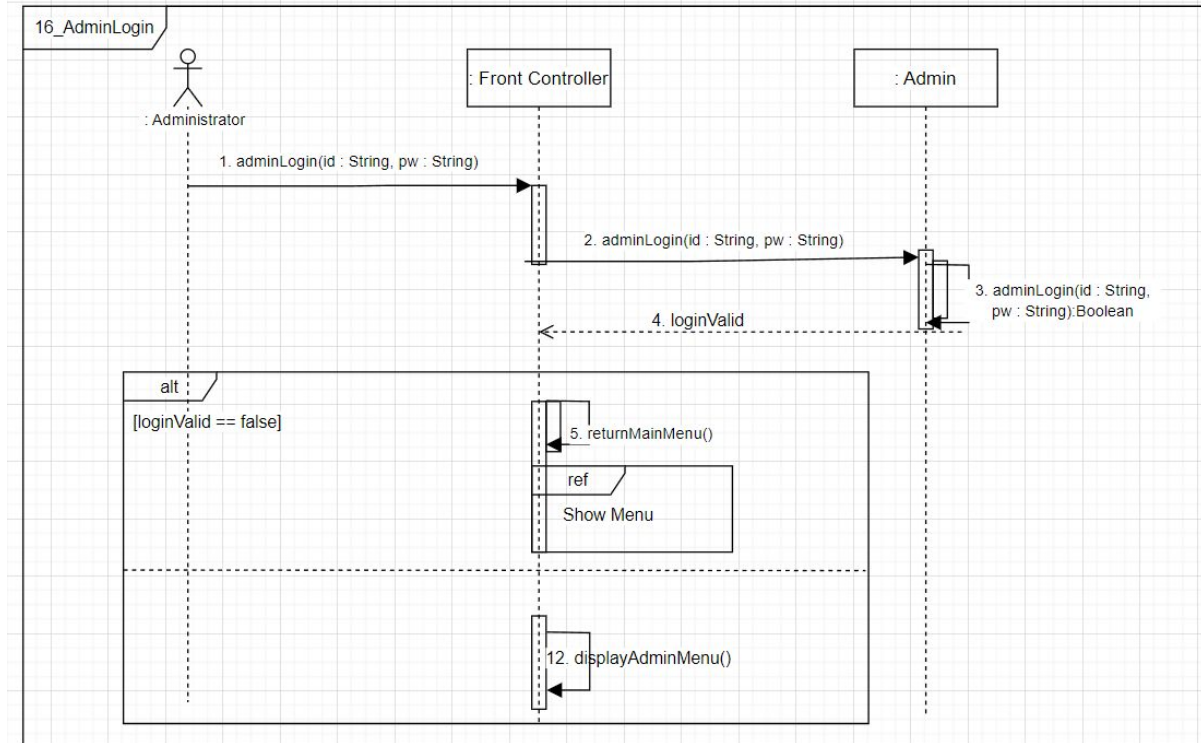 16_AdminLogin
: Administrator
: Front Controller
: Admin
1. adminLogin(id : String, pw : String)
2. adminLogin(id : String, pw : String)
3. adminLogin(id : String,
pw : String):Boolean
4. loginValid
alt
[loginValid == false]
5. returnMainMenu()
ref
Show Menu
12. displayAdminMenu()